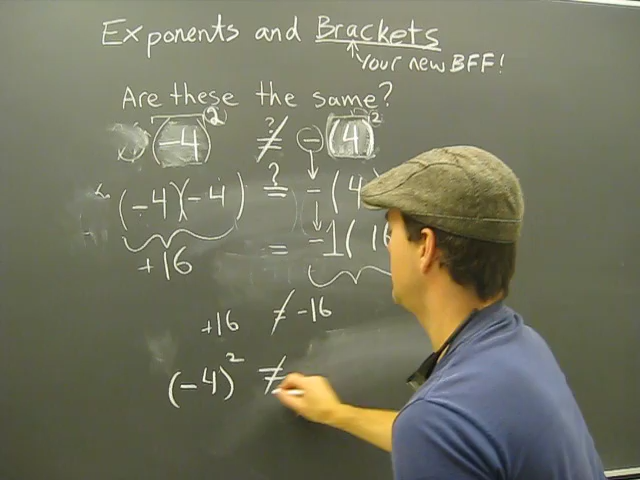 Exponents and Brackets
Your new BFF!
Are these the same?
(-4)² ≠? -(4)²
(-4)(-4) =? -(4
+16 = -1(16
+16 ≠ -16
(-4)² ≠